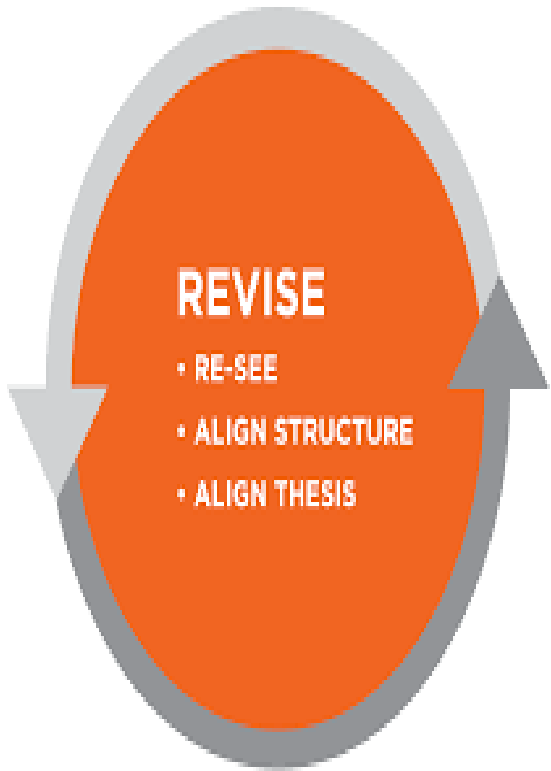 REVISE
• RE-SEE
• ALIGN STRUCTURE
• ALIGN THESIS